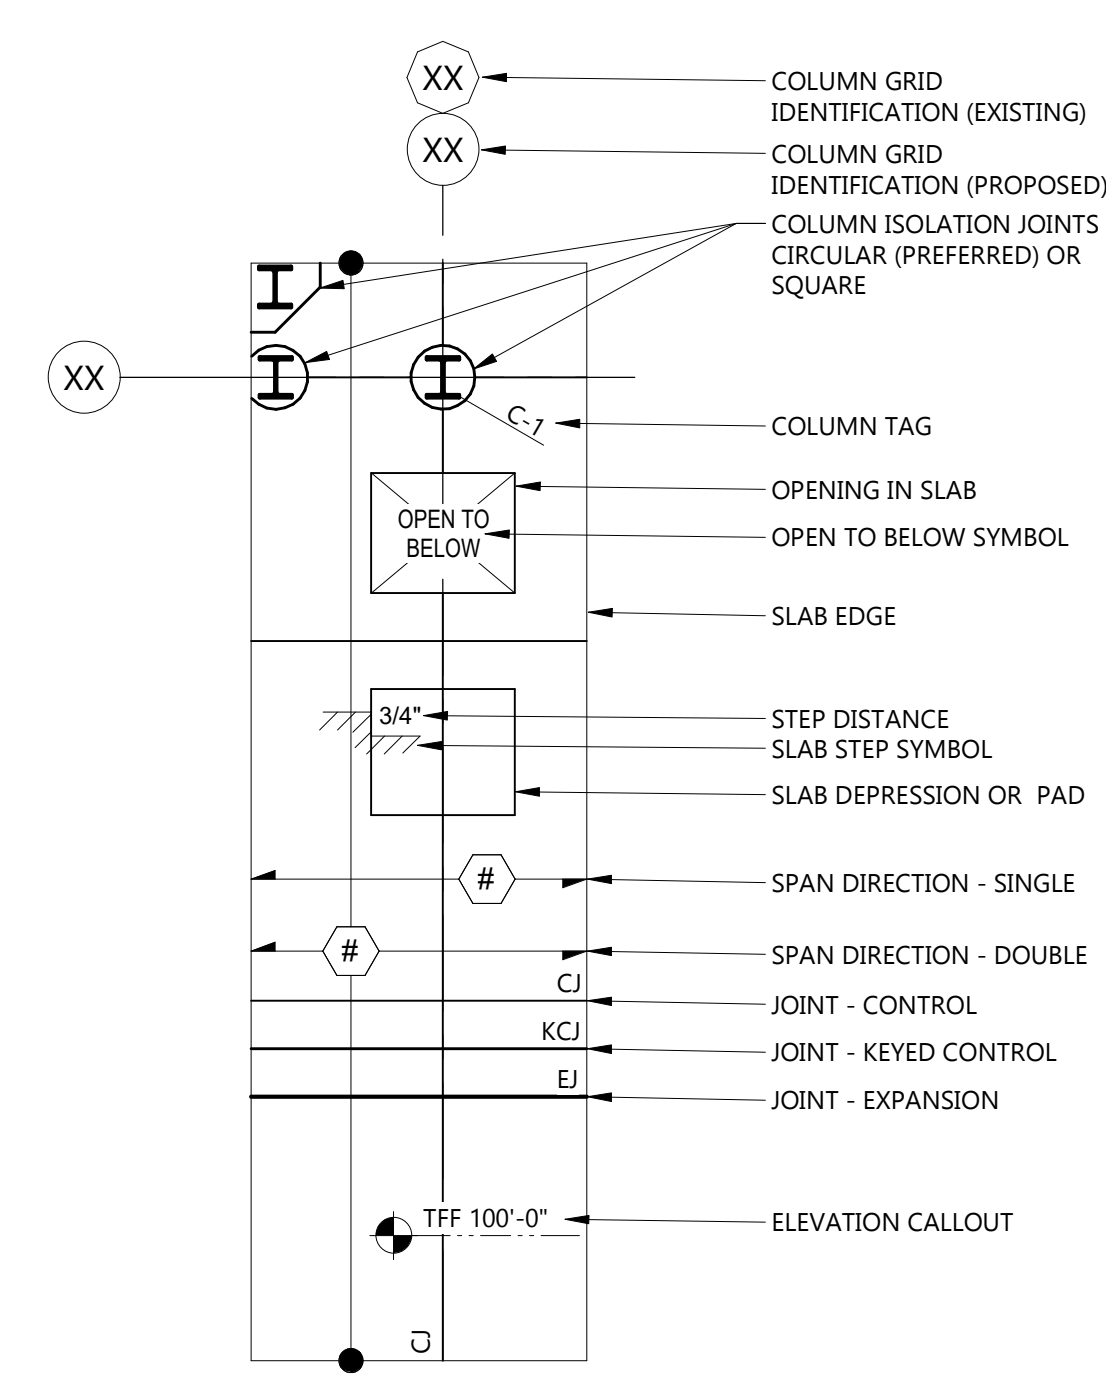 XX
COLUMN GRID
IDENTIFICATION (EXISTING)
XX
COLUMN GRID
IDENTIFICATION (PROPOSED)
COLUMN ISOLATION JOINTS
CIRCULAR (PREFERRED) OR
SQUARE
XX
C-1
COLUMN TAG
OPENING IN SLAB
OPEN TO
BELOW
OPEN TO BELOW SYMBOL
SLAB EDGE
3/4"
STEP DISTANCE
SLAB STEP SYMBOL
SLAB DEPRESSION OR PAD
#
SPAN DIRECTION - SINGLE
#
SPAN DIRECTION - DOUBLE
CJ
JOINT - CONTROL
KCJ
JOINT - KEYED CONTROL
EJ
JOINT - EXPANSION
TFF 100'-0"
ELEVATION CALLOUT
CJ